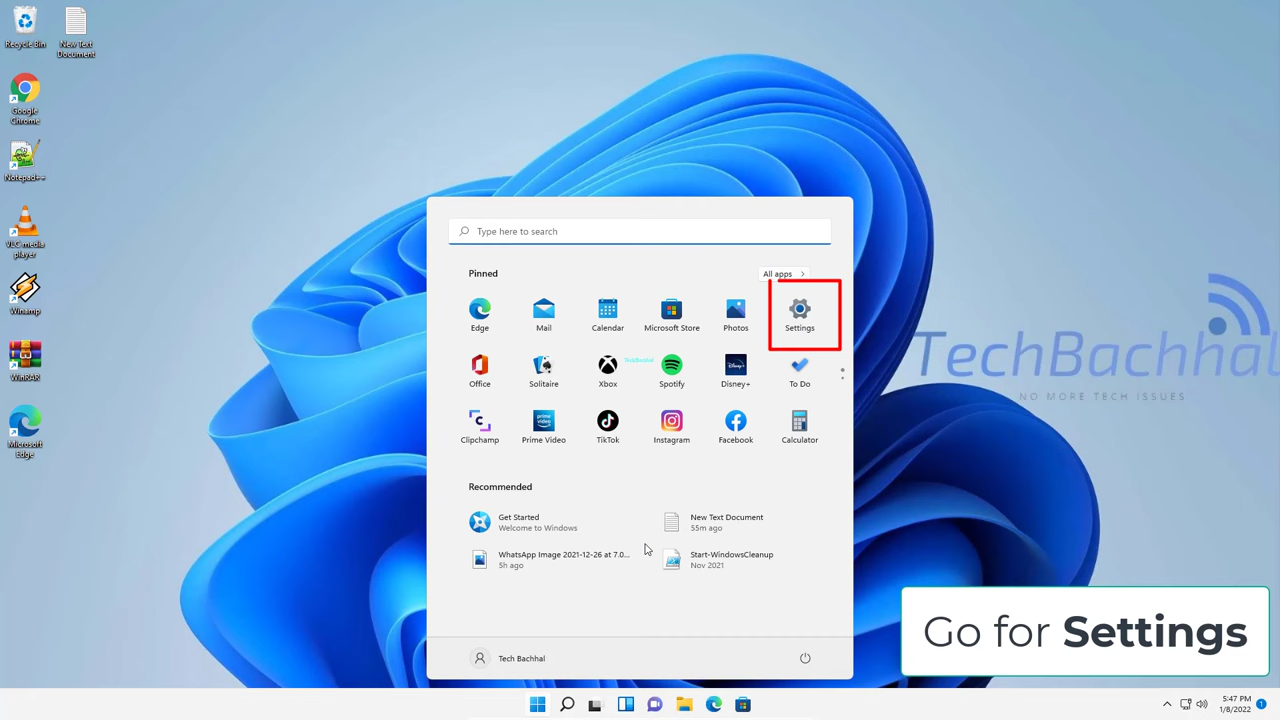 Recycle Bin
New Text
Document
Google
Chrome
Notepad++
VLC media
player
Winamp
WinRAR
Microsoft
Edge
Type here to search
Pinned
All apps
Edge
Mail
Calendar
Microsoft Store
Photos
Settings
Office
Solitaire
Xbox
TechBachhal
Spotify
Disney+
To Do
Clipchamp
Prime Video
TikTok
Instagram
Facebook
Calculator
Recommended
Get Started
Welcome to Windows
New Text Document
55m ago
WhatsApp Image 2021-12-26 at 7.0...
5h ago
Start-WindowsCleanup
Nov 2021
Tech Bachhal
TechBachha
NO MORE TECH ISSUES
Go for Settings
5:47 PM
1/8/2022
1